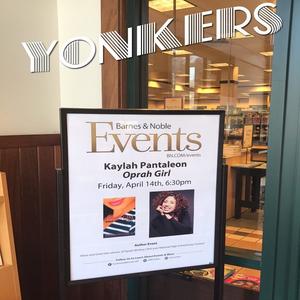 YONKERS
Barnes & Noble
Events
BN.COM/events
Kaylah Pantaleon
Oprah Girl
Friday, April 14th, 6:30pm
Author Event